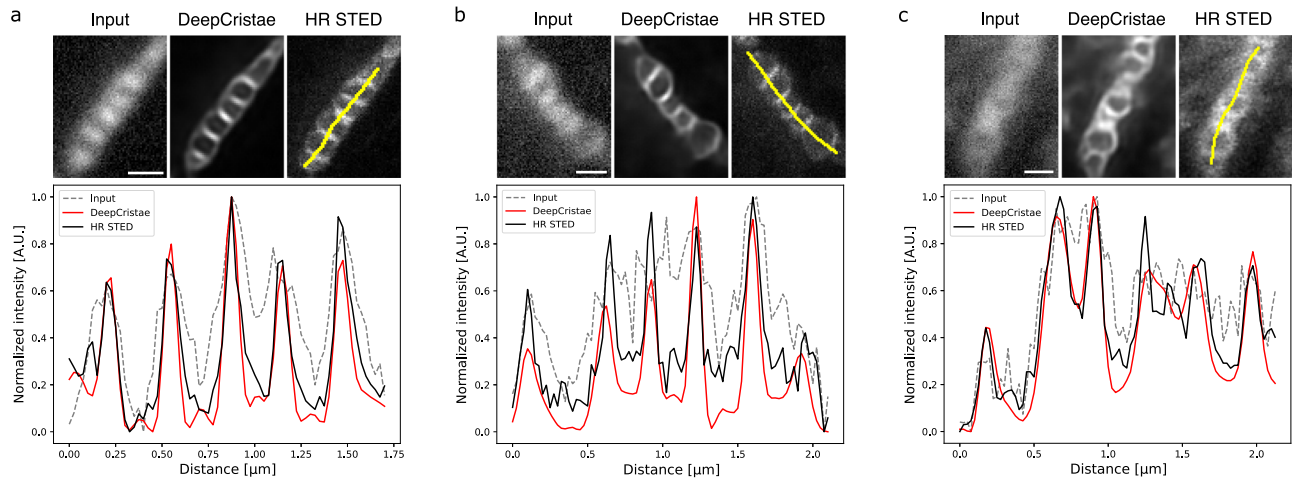 a
Input DeepCristae HR STED
Input
DeepCristae
HR STED
Normalized intensity [A.U.]
1.0
0.8
0.6
0.4
0.2
0.0
0.00 0.25 0.50 0.75 1.00 1.25 1.50 1.75
Distance [μm]
b
Input DeepCristae HR STED
Input
DeepCristae
HR STED
Normalized intensity [A.U.]
1.0
0.8
0.6
0.4
0.2
0.0
0.0 0.5 1.0 1.5 2.0
Distance [μm]
c
Input DeepCristae HR STED
Input
DeepCristae
HR STED
Normalized intensity [A.U.]
1.0
0.8
0.6
0.4
0.2
0.0
0.0 0.5 1.0 1.5 2.0
Distance [μm]